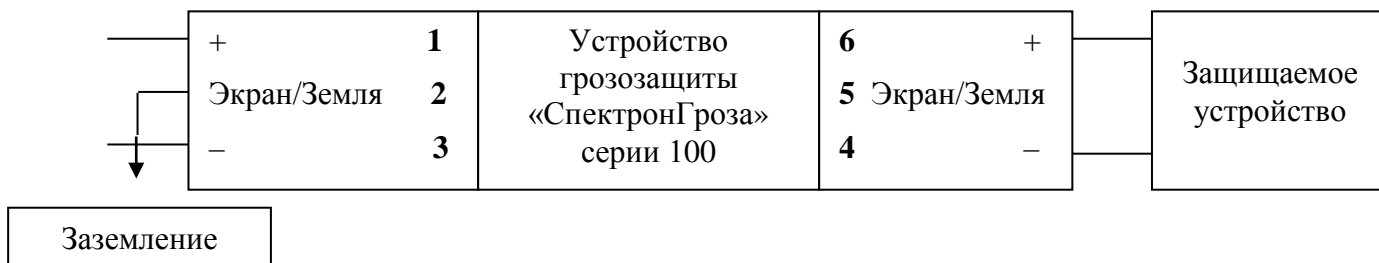 + 1
Экран/Земля 2
– 3
Устройство
грозозащиты
«СпектронГроза»
серии 100
6 +
5 Экран/Земля
4 –
Защищаемое
устройство
Заземление